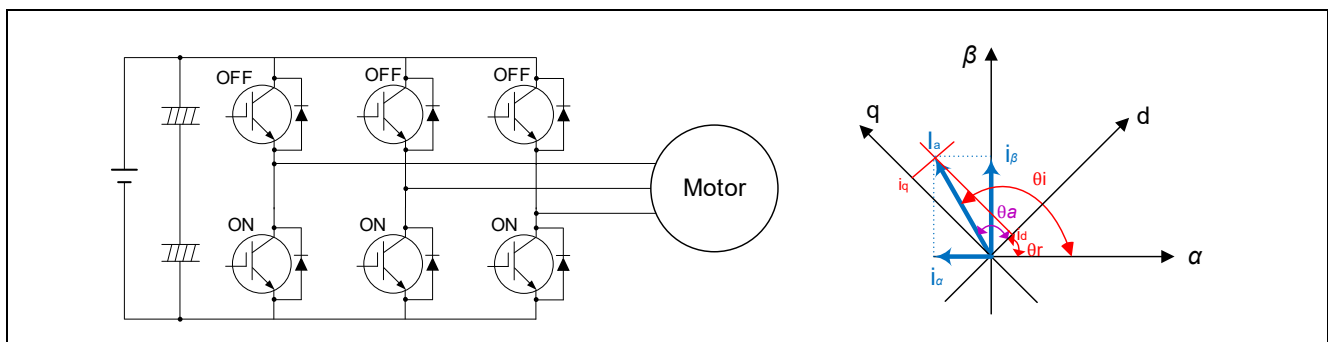 OFF
OFF
OFF
ON
ON
ON
Motor
β
q
d
Ia
iβ
iq
θi
θa
id
θr
iα
α